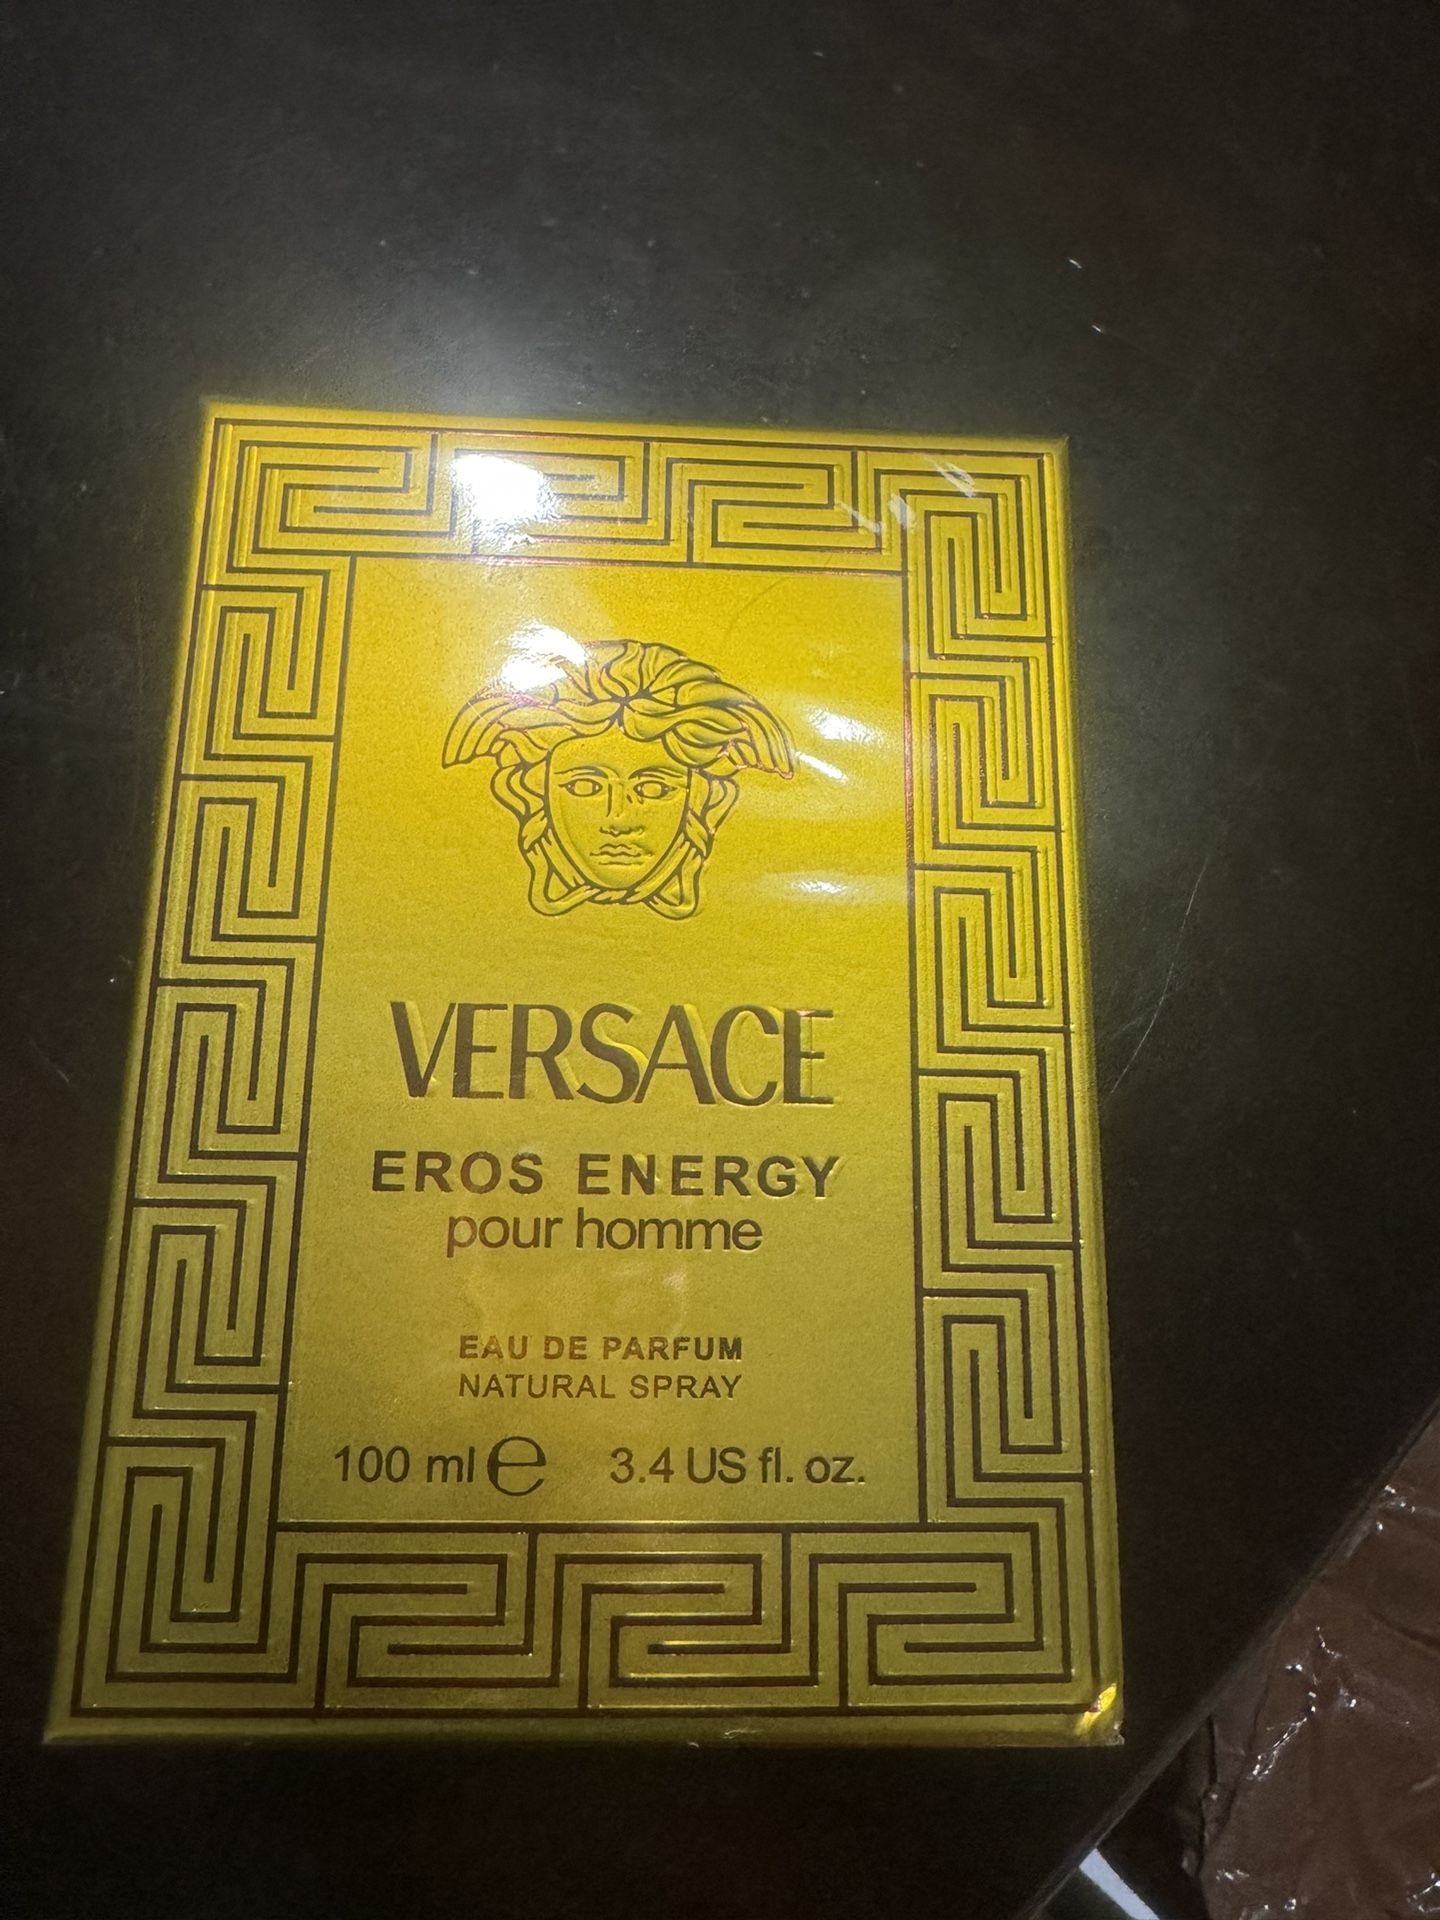 VERSACE
EROS ENERGY
pour homme
EAU DE PARFUM
NATURAL SPRAY
100 ml e 3.4 US fl. oz.